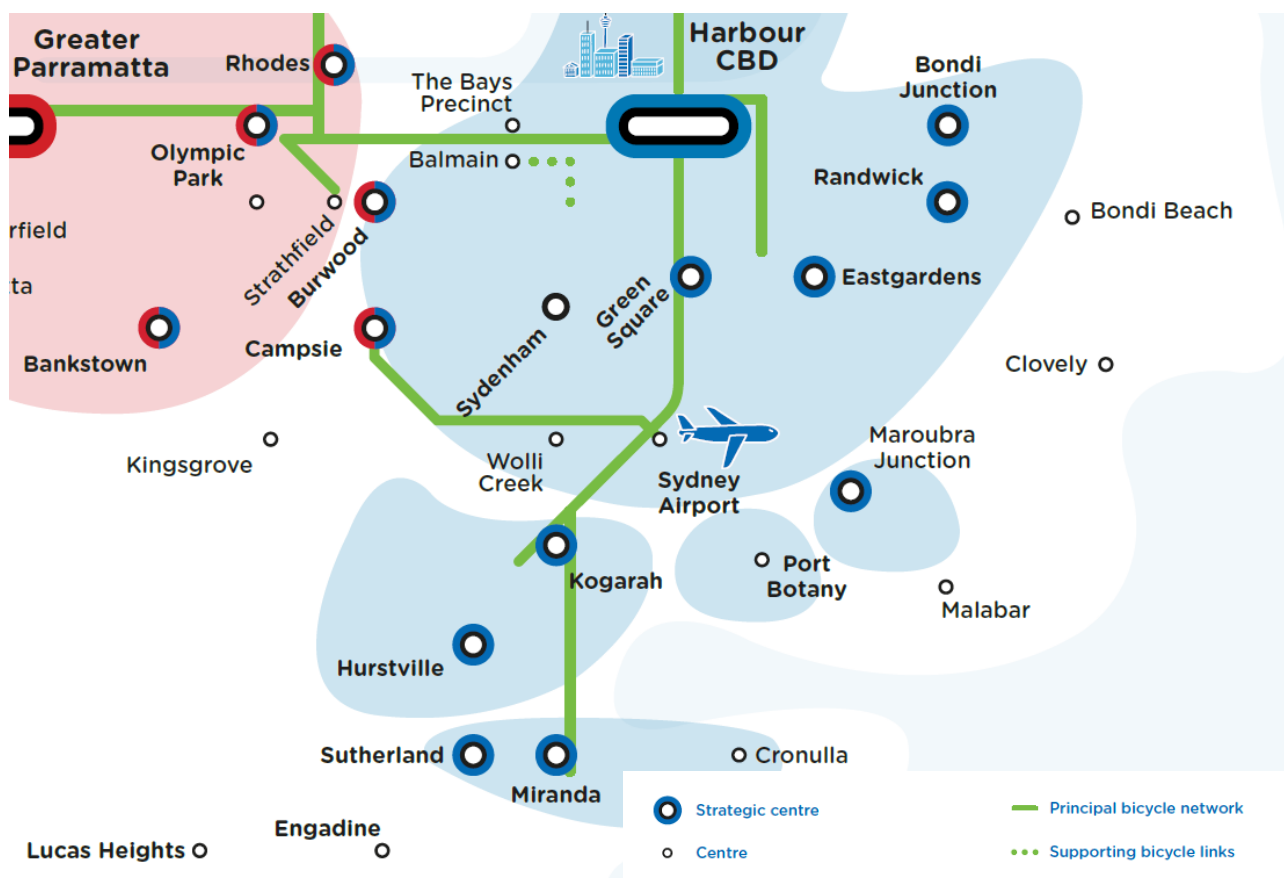 Greater
Parramatta
Rhodes
Harbour
CBD
The Bays
Precinct
Bondi
Junction
Olympic
Park
Balmain
Randwick
Bondi Beach
rfield
Strathfield
Burwood
tta
Green
Square
Eastgardens
Bankstown
Campsie
Sydenham
Clovely
Kingsgrove
Wolli
Creek
Sydney
Airport
Maroubra
Junction
Kogarah
Port
Botany
Malabar
Hurstville
Sutherland
Miranda
Cronulla
Engadine
Lucas Heights
Strategic centre
Principal bicycle network
Centre
Supporting bicycle links